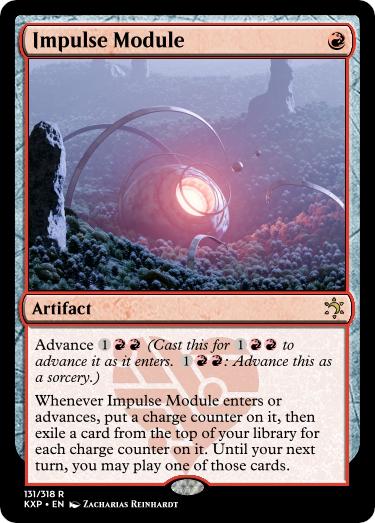 Impulse Module
Artifact
Advance 1 (Cast this for 1 to
advance it as it enters. 1: Advance this as
a sorcery.)
Whenever Impulse Module enters or
advances, put a charge counter on it, then
exile a card from the top of your library for
each charge counter on it. Until your next
turn, you may play one of those cards.
131/318 R
KXP • EN Zacharias Reinhardt